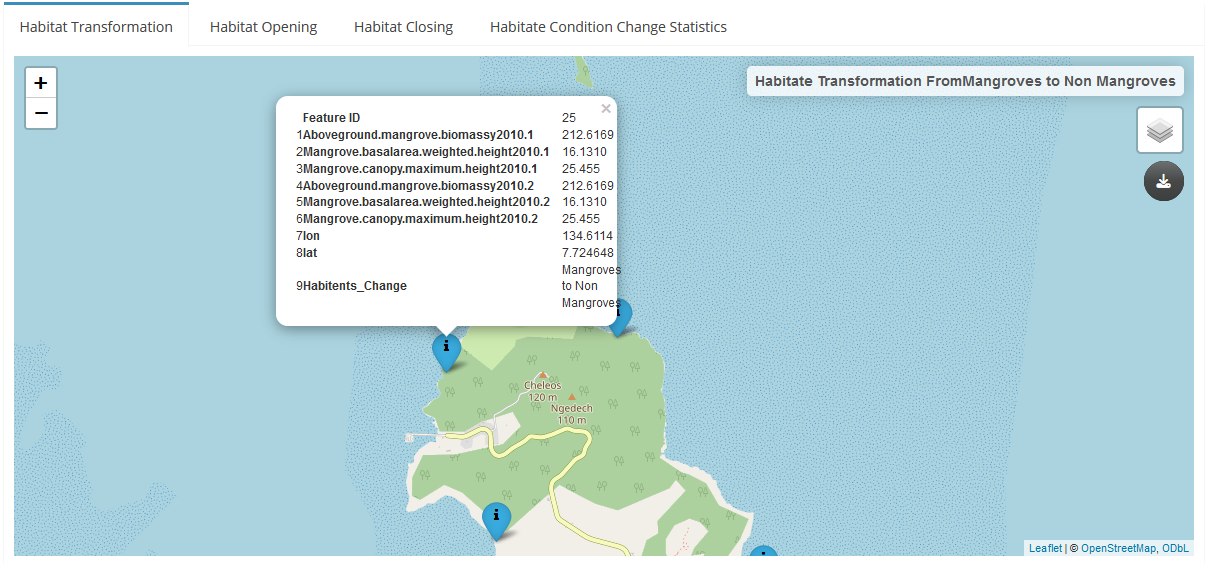 Habitat Transformation
Habitat Opening
Habitat Closing
Habitate Condition Change Statistics
+
−
Habitate Transformation FromMangroves to Non Mangroves
×
Feature ID 25
1Aboveground.mangrove.biomassy2010.1 212.6169
2Mangrove.basalarea.weighted.height2010.1 16.1310
3Mangrove.canopy.maximum.height2010.1 25.455
4Aboveground.mangrove.biomassy2010.2 212.6169
5Mangrove.basalarea.weighted.height2010.2 16.1310
6Mangrove.canopy.maximum.height2010.2 25.455
7lon 134.6114
8lat 7.724648
9Habitents_Change
Mangroves
to Non
Mangroves
i
i
Cheleos
120 m
Ngedech
110 m
i
i
Leaflet | © OpenStreetMap, ODbL